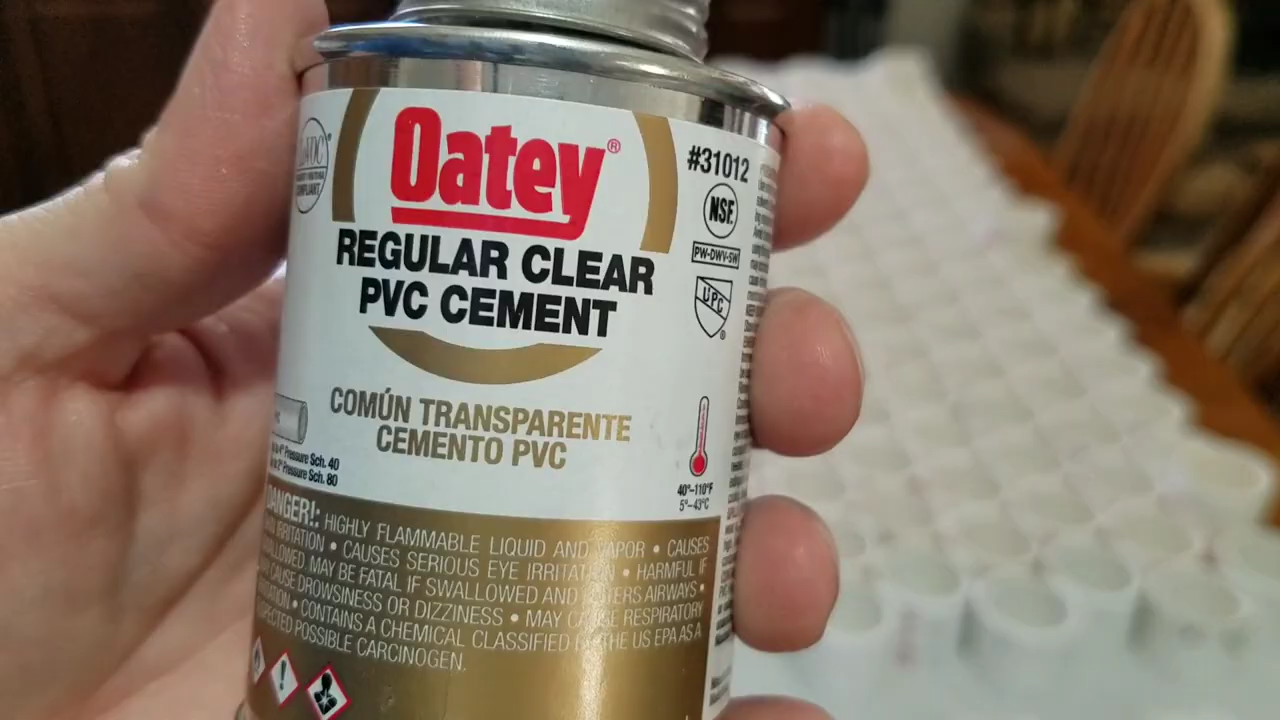 Oatey®
#31012
NSF.
PW-DWV-SW
UPC
®
REGULAR CLEAR
PVC CEMENT
COMÚN TRANSPARENTE
CEMENTO PVC
4" Pressure Sch. 40
Pressure Sch. 80
40°-110°F
5°-43°C
DANGER!: HIGHLY FLAMMABLE LIQUID AND VAPOR • CAUSES
IRRITATION • CAUSES SERIOUS EYE IRRITATION • HARMFUL IF
SWALLOWED MAY BE FATAL IF SWALLOWED AND ENTERS AIRWAYS •
CAUSE DROWSINESS OR DIZZINESS • MAY CAUSE RESPIRATORY
• CONTAINS A CHEMICAL CLASSIFIED BY THE US EPA AS A
POSSIBLE CARCINOGEN.